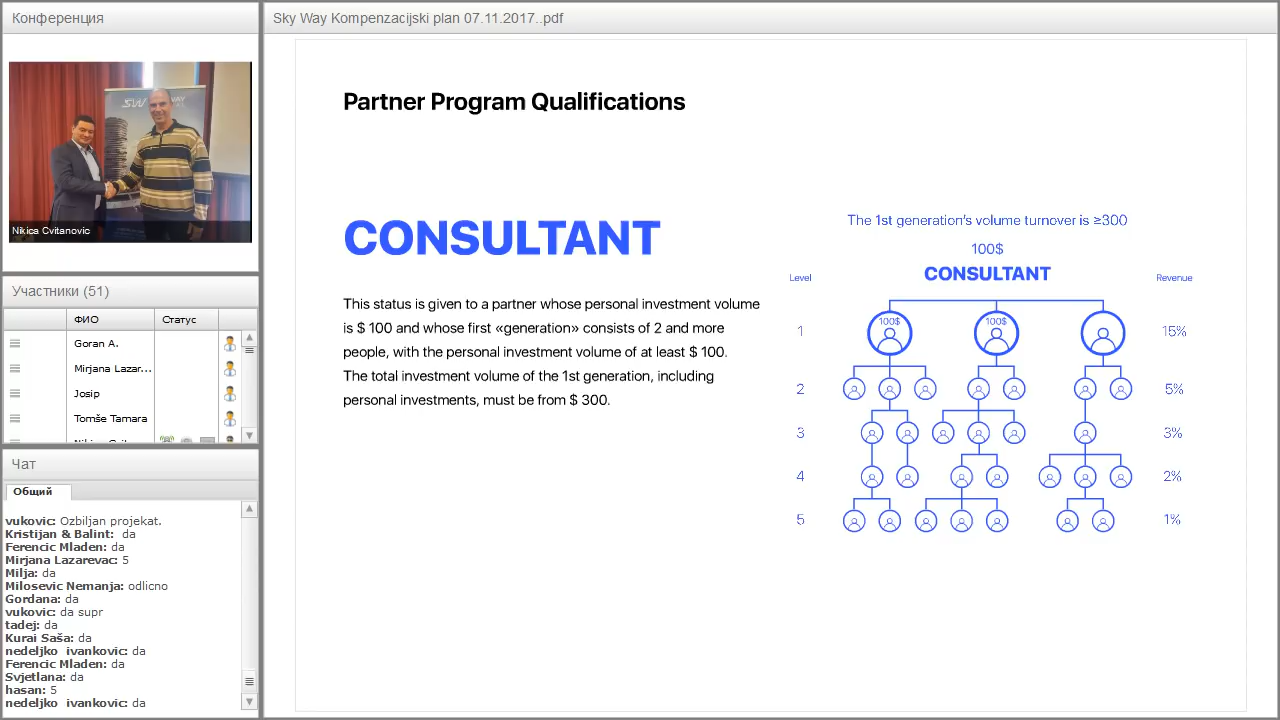 Конференция
Nikica Cvitanovic
Участники (51)
ФИО
Статус
Goran A.
Mirjana Lazar...
Josip
Tomše Tamara
Чат
Общий
vukovic: Ozbiljan projekat.
Kristijan & Balint: da
Ferencic Mladen: da
Mirjana Lazarevac: 5
Milja: da
Milosevic Nemanja: odlicno
Gordana: da
vukovic: da supr
tadej: da
Kurai Saša: da
nedeljko ivankovic: da
Ferencic Mladen: da
Svjetlana: da
hasan: 5
nedeljko ivankovic: da
Sky Way Kompenzacijski plan 07.11.2017..pdf
Partner Program Qualifications
CONSULTANT
This status is given to a partner whose personal investment volume
is $ 100 and whose first «generation» consists of 2 and more
people, with the personal investment volume of at least $ 100.
The total investment volume of the 1st generation, including
personal investments, must be from $ 300.
The 1st generation's volume turnover is ≥300
100$
Level
CONSULTANT
Revenue
100$
100$
1
15%
2
5%
3
3%
4
2%
5
1%